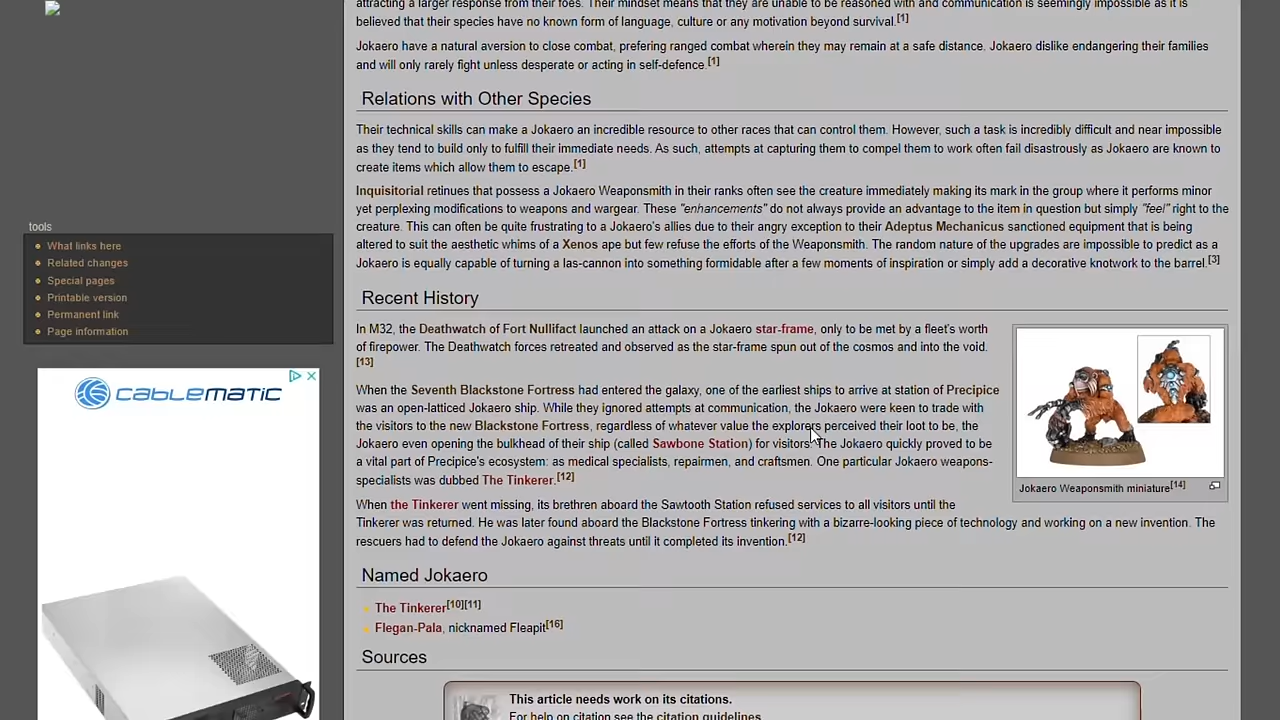 attracting a larger response from their foes. Their mindset means that they are unable to be reasoned with and communication is seemingly impossible as it is
believed that their species have no known form of language, culture or any motivation beyond survival.[1]
Jokaero have a natural aversion to close combat, prefering ranged combat wherein they may remain at a safe distance. Jokaero dislike endangering their families
and will only rarely fight unless desperate or acting in self-defence.[1]
Relations with Other Species
Their technical skills can make a Jokaero an incredible resource to other races that can control them. However, such a task is incredibly difficult and near impossible
as they tend to build only to fulfill their immediate needs. As such, attempts at capturing them to compel them to work often fail disastrously as Jokaero are known to
create items which allow them to escape.[1]
Inquisitorial retinues that possess a Jokaero Weaponsmith in their ranks often see the creature immediately making its mark in the group where it performs minor
yet perplexing modifications to weapons and wargear. These "enhancements" do not always provide an advantage to the item in question but simply "feel" right to the
creature. This can often be quite frustrating to a Jokaero's allies due to their angry exception to their Adeptus Mechanicus sanctioned equipment that is being
altered to suit the aesthetic whims of a Xenos ape but few refuse the efforts of the Weaponsmith. The random nature of the upgrades are impossible to predict as a
Jokaero is equally capable of turning a las-cannon into something formidable after a few moments of inspiration or simply add a decorative knotwork to the barrel.[3]
Recent History
In M32, the Deathwatch of Fort Nullifact launched an attack on a Jokaero star-frame, only to be met by a fleet's worth
of firepower. The Deathwatch forces retreated and observed as the star-frame spun out of the cosmos and into the void.
[13]
When the Seventh Blackstone Fortress had entered the galaxy, one of the earliest ships to arrive at station of Precipice
was an open-latticed Jokaero ship. While they ignored attempts at communication, the Jokaero were keen to trade with
the visitors to the new Blackstone Fortress, regardless of whatever value the explorers perceived their loot to be, the
Jokaero even opening the bulkhead of their ship (called Sawbone Station) for visitors. The Jokaero quickly proved to be
a vital part of Precipice's ecosystem: as medical specialists, repairmen, and craftsmen. One particular Jokaero weapons-
specialists was dubbed The Tinkerer.[12]
Jokaero Weaponsmith miniature[14]
When the Tinkerer went missing, its brethren aboard the Sawtooth Station refused services to all visitors until the
Tinkerer was returned. He was later found aboard the Blackstone Fortress tinkering with a bizarre-looking piece of technology and working on a new invention. The
rescuers had to defend the Jokaero against threats until it completed its invention.[12]
Named Jokaero
The Tinkerer[10][11]
Flegan-Pala, nicknamed Fleapit[16]
Sources
This article needs work on its citations.
For help on citation see the citation guidelines
tools
What links here
Related changes
Special pages
Printable version
Permanent link
Page information
CABLEMATIC